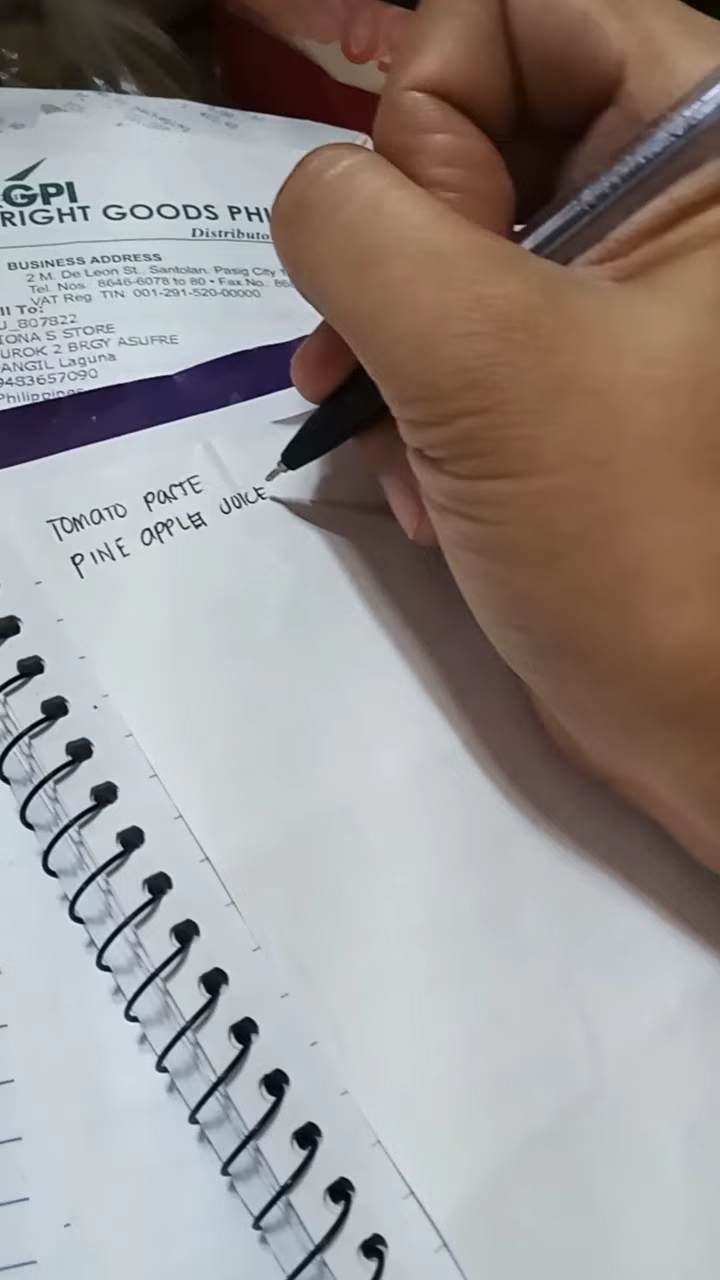 GPI
RIGHT GOODS PHI
Distributo
BUSINESS ADDRESS
2 M. De Leon St., Santolan, Pasig City
Tel. Nos. 8646-6078 to 80 • Fax No.: 86
VAT Reg. TIN: 001-291-520-00000
ll To:
J_807822
IONA S STORE
UROK 2 BRGY ASUFRE
ANGIL Laguna
9483657090
Philippines
TOMATO PASTE
PINE APPLE JUICE